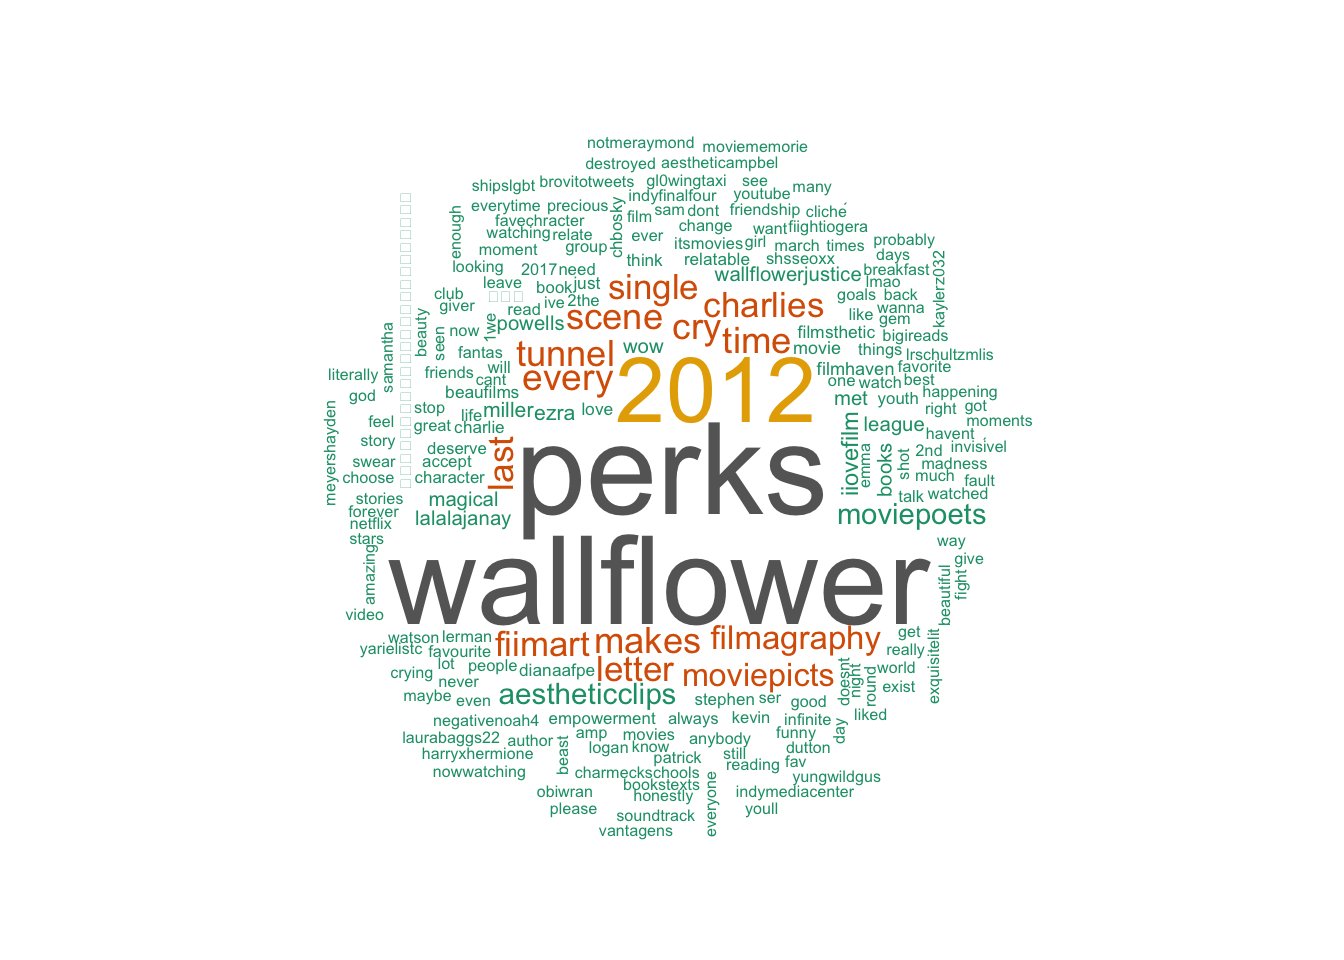 notmeraymond
moviememorie
destroyed
aestheticampbel
shipslgbt
brovitotweets
gl0wingtaxi
see
many
indyfinalfour
youtube
everytime
precious
chbosky
film
sam
dont
friendship
cliché
enough
favechracter
change
want
fiightiogera
watching
relate
ever
itsmovies
girl
march
times
probably
moment
group
think
relatable
shsseoxx
days
looking
2017
need
wallflowerjustice
breakfast
kaylerz032
leave
book
just
single
lmao
club
giver
1we
read
ive
2the
charlies
goals
back
wanna
like
gem
beauty
seen
now
powells
scene
cry
time
filmsthetic
bigireads
samantha
fantas
tunnel
wow
movie
things
lrschultzmlis
literally
friends
will
cant
every
2012
filmhaven
favorite
one
watch
best
god
beaufilms
happening
stop
life
miller
ezra
love
met
youth
right
got
feel
great
charlie
league
moments
meyershayden
story
deserve
last
perks
iilovefilm
emma
books
shot
havent
2nd
invisivel
swear
accept
madness
choose
character
much
fault
stories
magical
talk
watched
forever
netflix
lalalajanay
moviepoets
stars
wallflower
way
amazing
give
beautiful
fight
video
watson
lerman
fiimart
makes
filmagraphy
get
yarielistc
favourite
really
exquisitelit
crying
lot
people
dianaafpe
letter
moviepicts
doesnt
night
round
world
never
exist
maybe
even
aestheticclips
stephen
ser
good
negativenoah4
empowerment
always
kevin
infinite
day
liked
laurabaggs22
author
beast
amp
movies
anybody
funny
harryxhermione
logan
know
still
dutton
patrick
nowwatching
charmeckschools
reading
fav
bookstexts
yungwildgus
obiwran
honestly
everyone
indymediacenter
please
soundtrack
youll
vantagens